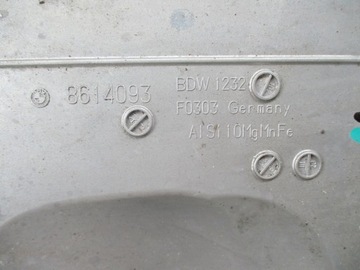 8614093
BDW 1232
F0303 Germany
AlSi10MgMnFe